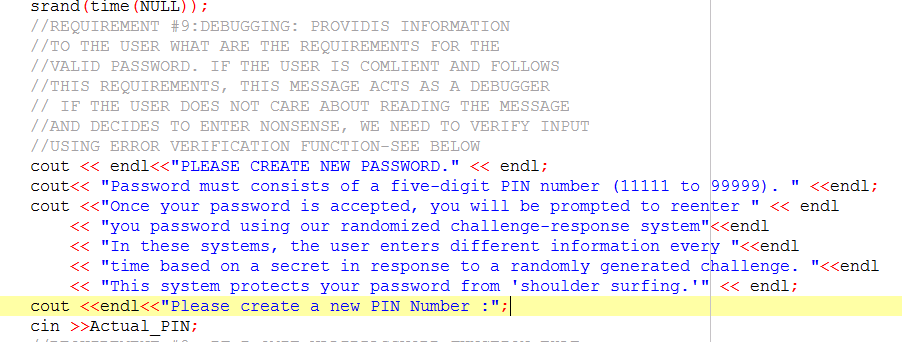 srand(time(NULL));
//REQUIREMENT #9:DEBUGGING: PROVIDIS INFORMATION
//TO THE USER WHAT ARE THE REQUIREMENTS FOR THE
//VALID PASSWORD. IF THE USER IS COMLIENT AND FOLLOWS
//THIS REQUIREMENTS, THIS MESSAGE ACTS AS A DEBUGGER
// IF THE USER DOES NOT CARE ABOUT READING THE MESSAGE
//AND DECIDES TO ENTER NONSENSE, WE NEED TO VERIFY INPUT
//USING ERROR VERIFICATION FUNCTION-SEE BELOW
cout << endl<<"PLEASE CREATE NEW PASSWORD." << endl;
cout<< "Password must consists of a five-digit PIN number (11111 to 99999). " <<endl;
cout <<"Once your password is accepted, you will be prompted to reenter " << endl
<< "you password using our randomized challenge-response system"<<endl
<< "In these systems, the user enters different information every "<<endl
<< "time based on a secret in response to a randomly generated challenge. "<<endl
<< "This system protects your password from 'shoulder surfing.'" << endl;
cout <<endl<<"Please create a new PIN Number :";
cin >>Actual_PIN;